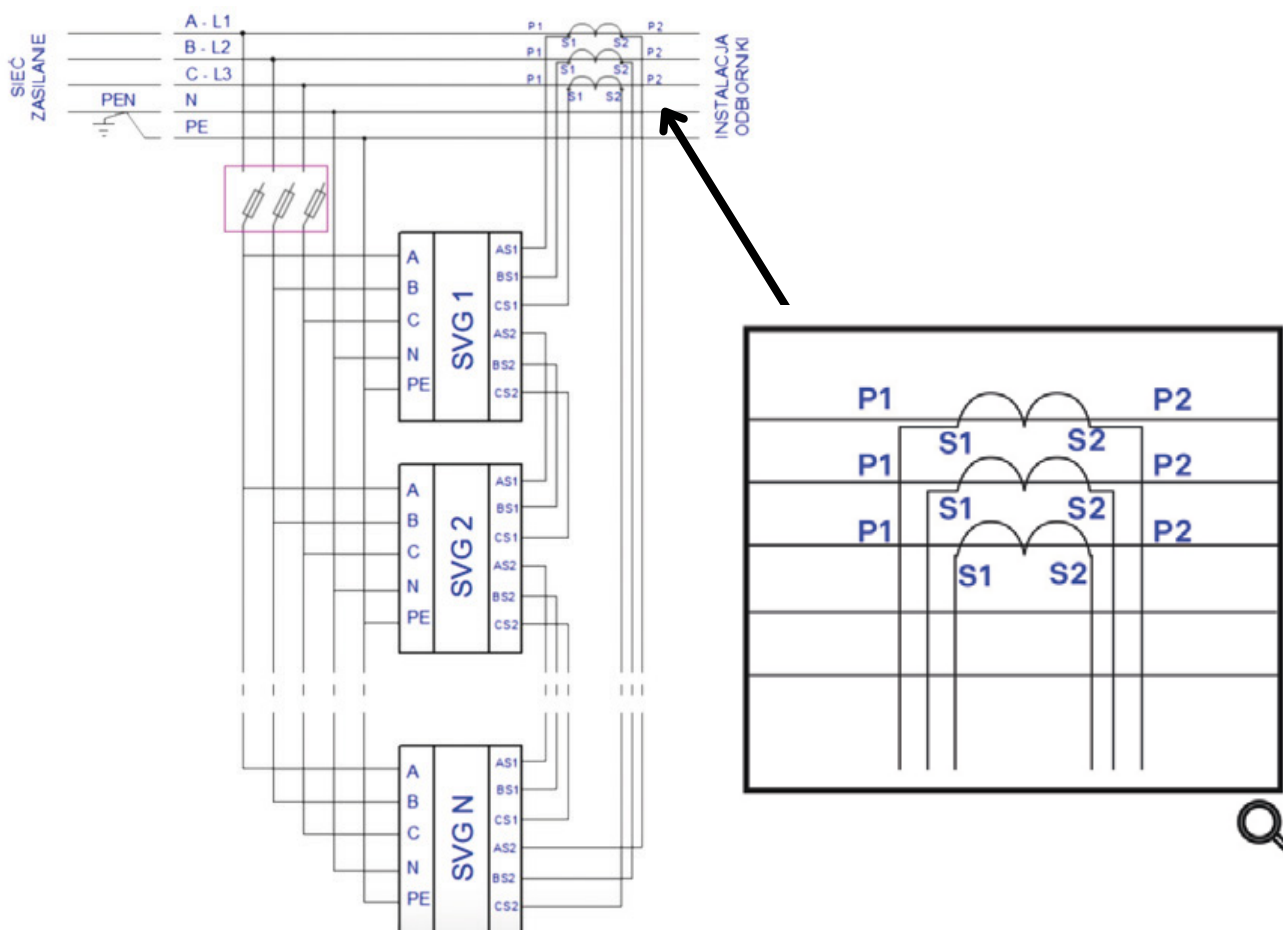 SIEĆ
ZASILANE
A - L1
B - L2
C - L3
PEN
N
PE
P1
S1
S2
P2
P1
S1
S2
P2
P1
S1
S2
P2
INSTALACJA
ODBIORNIKI
A
B
C
N
PE
SVG 1
AS1
BS1
CS1
AS2
BS2
CS2
A
B
C
N
PE
SVG 2
AS1
BS1
CS1
AS2
BS2
CS2
A
B
C
N
PE
SVG N
AS1
BS1
CS1
AS2
BS2
CS2
P1
P2
S1
S2
P1
P2
S1
S2
P1
P2
S1
S2